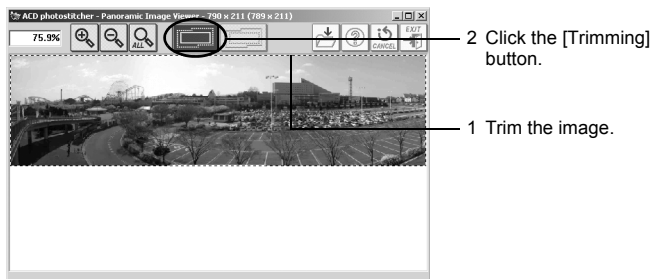 ACD photostitcher - Panoramic Image Viewer - 790 x 211 (789 x 211)
75.9%
ALL
CANCEL
EXIT
2 Click the [Trimming]
button.
1 Trim the image.